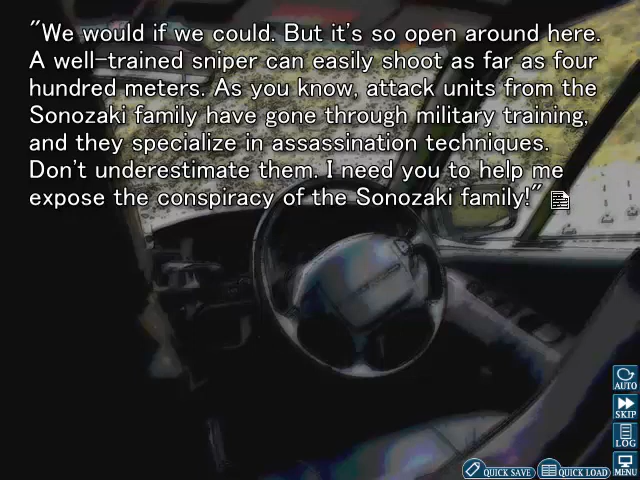 "We would if we could. But it's so open around here.
A well-trained sniper can easily shoot as far as four
hundred meters. As you know, attack units from the
Sonozaki family have gone through military training,
and they specialize in assassination techniques.
Don't underestimate them. I need you to help me
expose the conspiracy of the Sonozaki family!"
AUTO
SKIP
LOG
MENU
QUICK SAVE QUICK LOAD